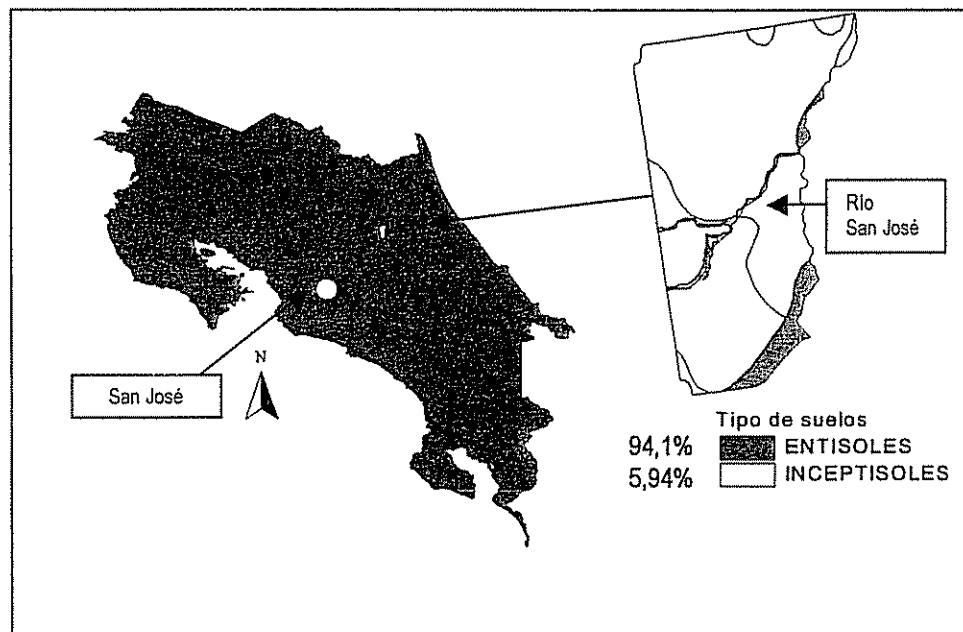 Río
San José
San José
N
Tipo de suelos
94,1% ENTISOLES
5,94% INCEPTISOLES